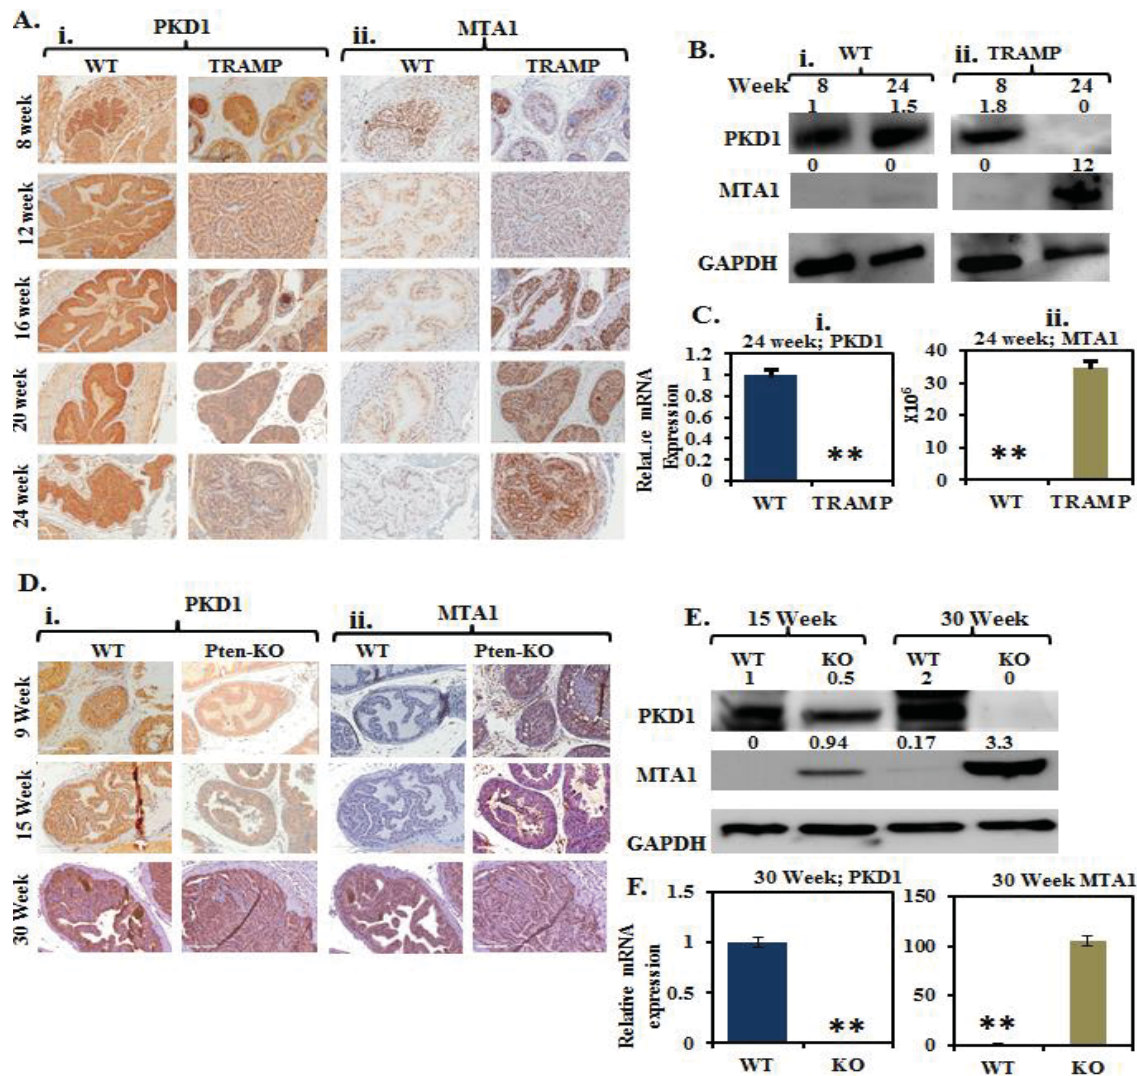 A.
i. PKD1
ii. MTA1
WT TRAMP WT TRAMP
8 week
12 week
16 week
20 week
24 week
B.
i. WT
ii. TRAMP
Week 8 24 8 24
1 1.5 1.8 0
PKD1
0 0 0 12
MTA1
GAPDH
C.
i.
24 week; PKD1
Relative mRNA
Expression
1.2
1
0.8
0.6
0.4
0.2
0
**
WT TRAMP
ii.
24 week; MTA1
X10⁶
40
30
20
10
0
**
WT TRAMP
D.
i. PKD1
ii. MTA1
WT Pten-KO WT Pten-KO
9 Week
15 Week
30 Week
E.
15 Week 30 Week
WT KO WT KO
1 0.5 2 0
PKD1
0 0.94 0.17 3.3
MTA1
GAPDH
F.
30 Week; PKD1
Relative mRNA
expression
1.5
1
0.5
0
**
WT KO
30 Week MTA1
150
100
50
0
**
WT KO